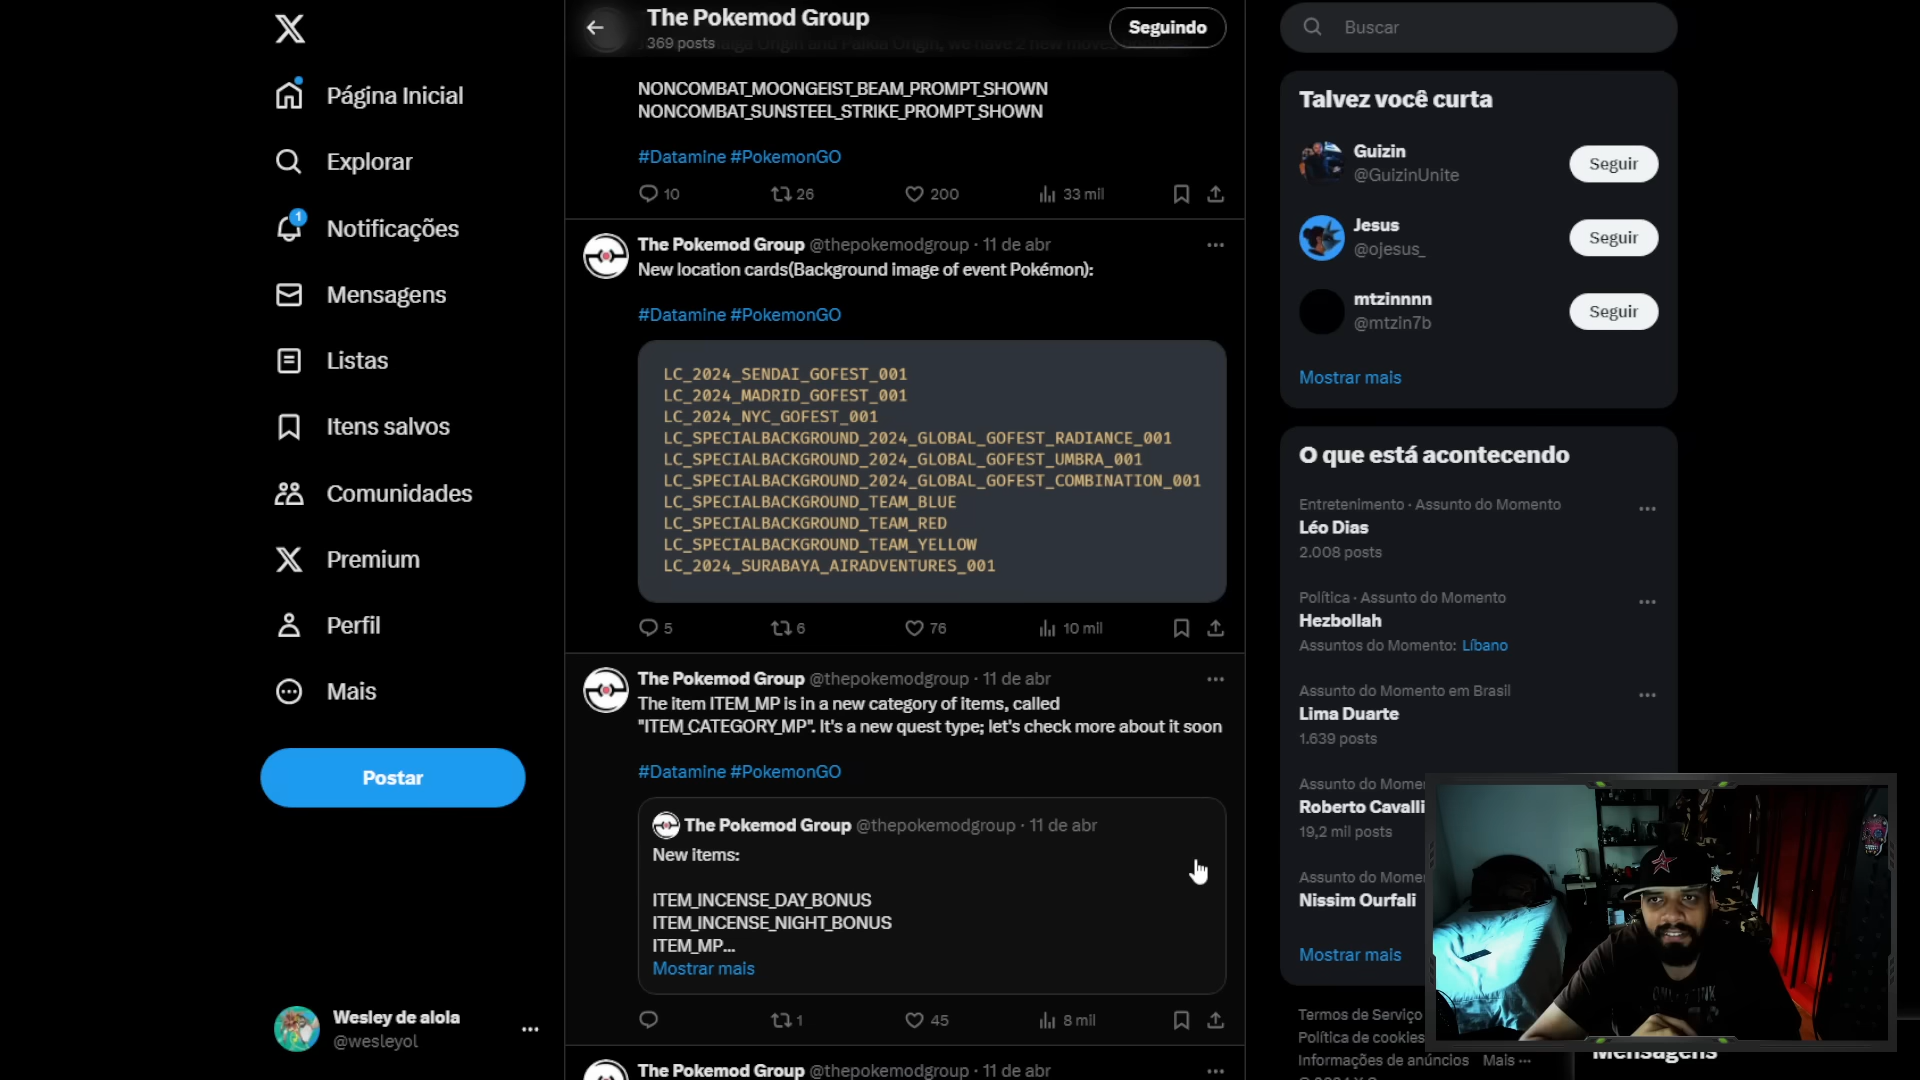 Página Inicial
Explorar
1
Notificações
Mensagens
Listas
Itens salvos
Comunidades
Premium
Perfil
Mais
Postar
Wesley de alola
@wesleyol
The Pokemod Group
369 posts
Seguindo
NONCOMBAT_MOONGEIST_BEAM_PROMPT_SHOWN
NONCOMBAT_SUNSTEEL_STRIKE_PROMPT_SHOWN
#Datamine #PokemonGO
10 26 200 33 mil
The Pokemod Group @thepokemodgroup · 11 de abr
New location cards(Background image of event Pokémon):
#Datamine #PokemonGO
LC_2024_SENDAI_GOFEST_001
LC_2024_MADRID_GOFEST_001
LC_2024_NYC_GOFEST_001
LC_SPECIALBACKGROUND_2024_GLOBAL_GOFEST_RADIANCE_001
LC_SPECIALBACKGROUND_2024_GLOBAL_GOFEST_UMBRA_001
LC_SPECIALBACKGROUND_2024_GLOBAL_GOFEST_COMBINATION_001
LC_SPECIALBACKGROUND_TEAM_BLUE
LC_SPECIALBACKGROUND_TEAM_RED
LC_SPECIALBACKGROUND_TEAM_YELLOW
LC_2024_SURABAYA_AIRADVENTURES_001
5 6 76 10 mil
The Pokemod Group @thepokemodgroup · 11 de abr
The item ITEM_MP is in a new category of items, called
"ITEM_CATEGORY_MP". It's a new quest type; let's check more about it soon
#Datamine #PokemonGO
The Pokemod Group @thepokemodgroup · 11 de abr
New items:
ITEM_INCENSE_DAY_BONUS
ITEM_INCENSE_NIGHT_BONUS
ITEM_MP...
Mostrar mais
1 45 8 mil
The Pokemod Group @thepokemodgroup · 11 de abr
Buscar
Talvez você curta
Guizin
@GuizinUnite
Seguir
Jesus
@ojesus_
Seguir
mtzinnnn
@mtzin7b
Seguir
Mostrar mais
O que está acontecendo
Entretenimento · Assunto do Momento
Léo Dias
2.008 posts
Política · Assunto do Momento
Hezbollah
Assuntos do Momento: Líbano
Assunto do Momento em Brasil
Lima Duarte
1.639 posts
Assunto do
Roberto Cavalli
19,2 mil posts
Assunto do
Nissim Ourfali
Mostrar mais
Termos de Serviço
Política de cookies
Informações de anúncios Mais ...
Mensagens